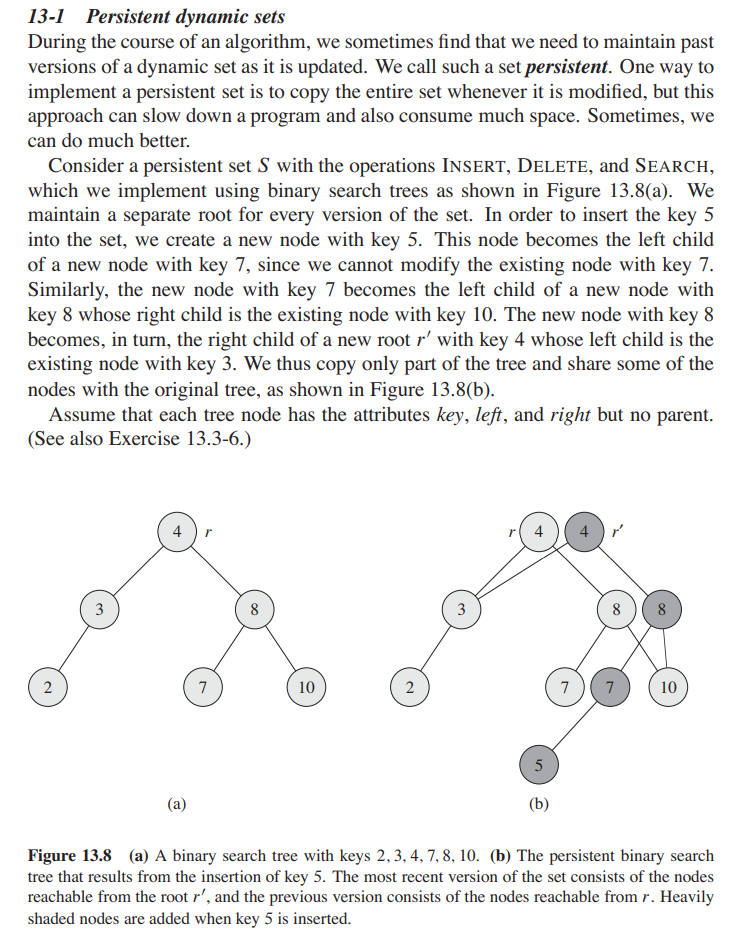 13-1 Persistent dynamic sets
During the course of an algorithm, we sometimes find that we need to maintain past
versions of a dynamic set as it is updated. We call such a set persistent. One way to
implement a persistent set is to copy the entire set whenever it is modified, but this
approach can slow down a program and also consume much space. Sometimes, we
can do much better.
Consider a persistent set S with the operations INSERT, DELETE, and SEARCH,
which we implement using binary search trees as shown in Figure 13.8(a). We
maintain a separate root for every version of the set. In order to insert the key 5
into the set, we create a new node with key 5. This node becomes the left child
of a new node with key 7, since we cannot modify the existing node with key 7.
Similarly, the new node with key 7 becomes the left child of a new node with
key 8 whose right child is the existing node with key 10. The new node with key 8
becomes, in turn, the right child of a new root r′ with key 4 whose left child is the
existing node with key 3. We thus copy only part of the tree and share some of the
nodes with the original tree, as shown in Figure 13.8(b).
Assume that each tree node has the attributes key, left, and right but no parent.
(See also Exercise 13.3-6.)
4 r r 4 4 r′
3 8 3 8 8
2 7 10 2 7 7 10
5
(a) (b)
Figure 13.8 (a) A binary search tree with keys 2, 3, 4, 7, 8, 10. (b) The persistent binary search
tree that results from the insertion of key 5. The most recent version of the set consists of the nodes
reachable from the root r′, and the previous version consists of the nodes reachable from r. Heavily
shaded nodes are added when key 5 is inserted.